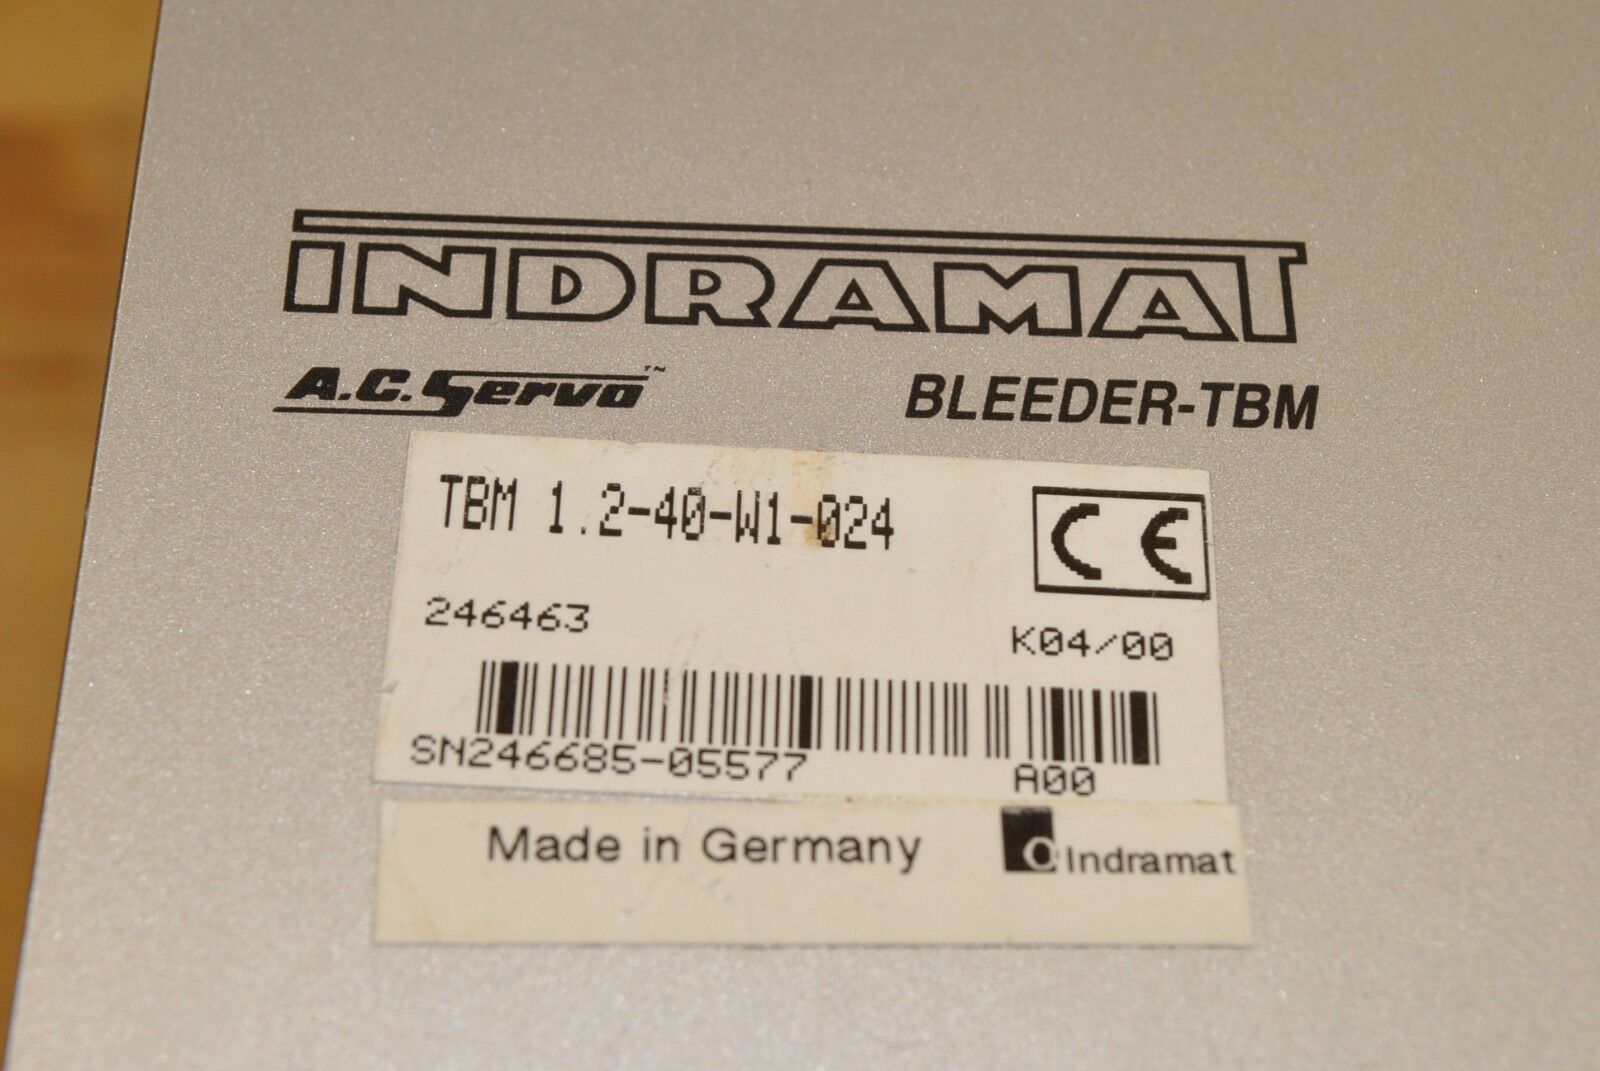 INDRAMAT
A.C. Servo™ BLEEDER-TBM
TBM 1.2-40-W1-024
CE
246463
K04/00
SN246685-05577
A00
Made in Germany
Indramat